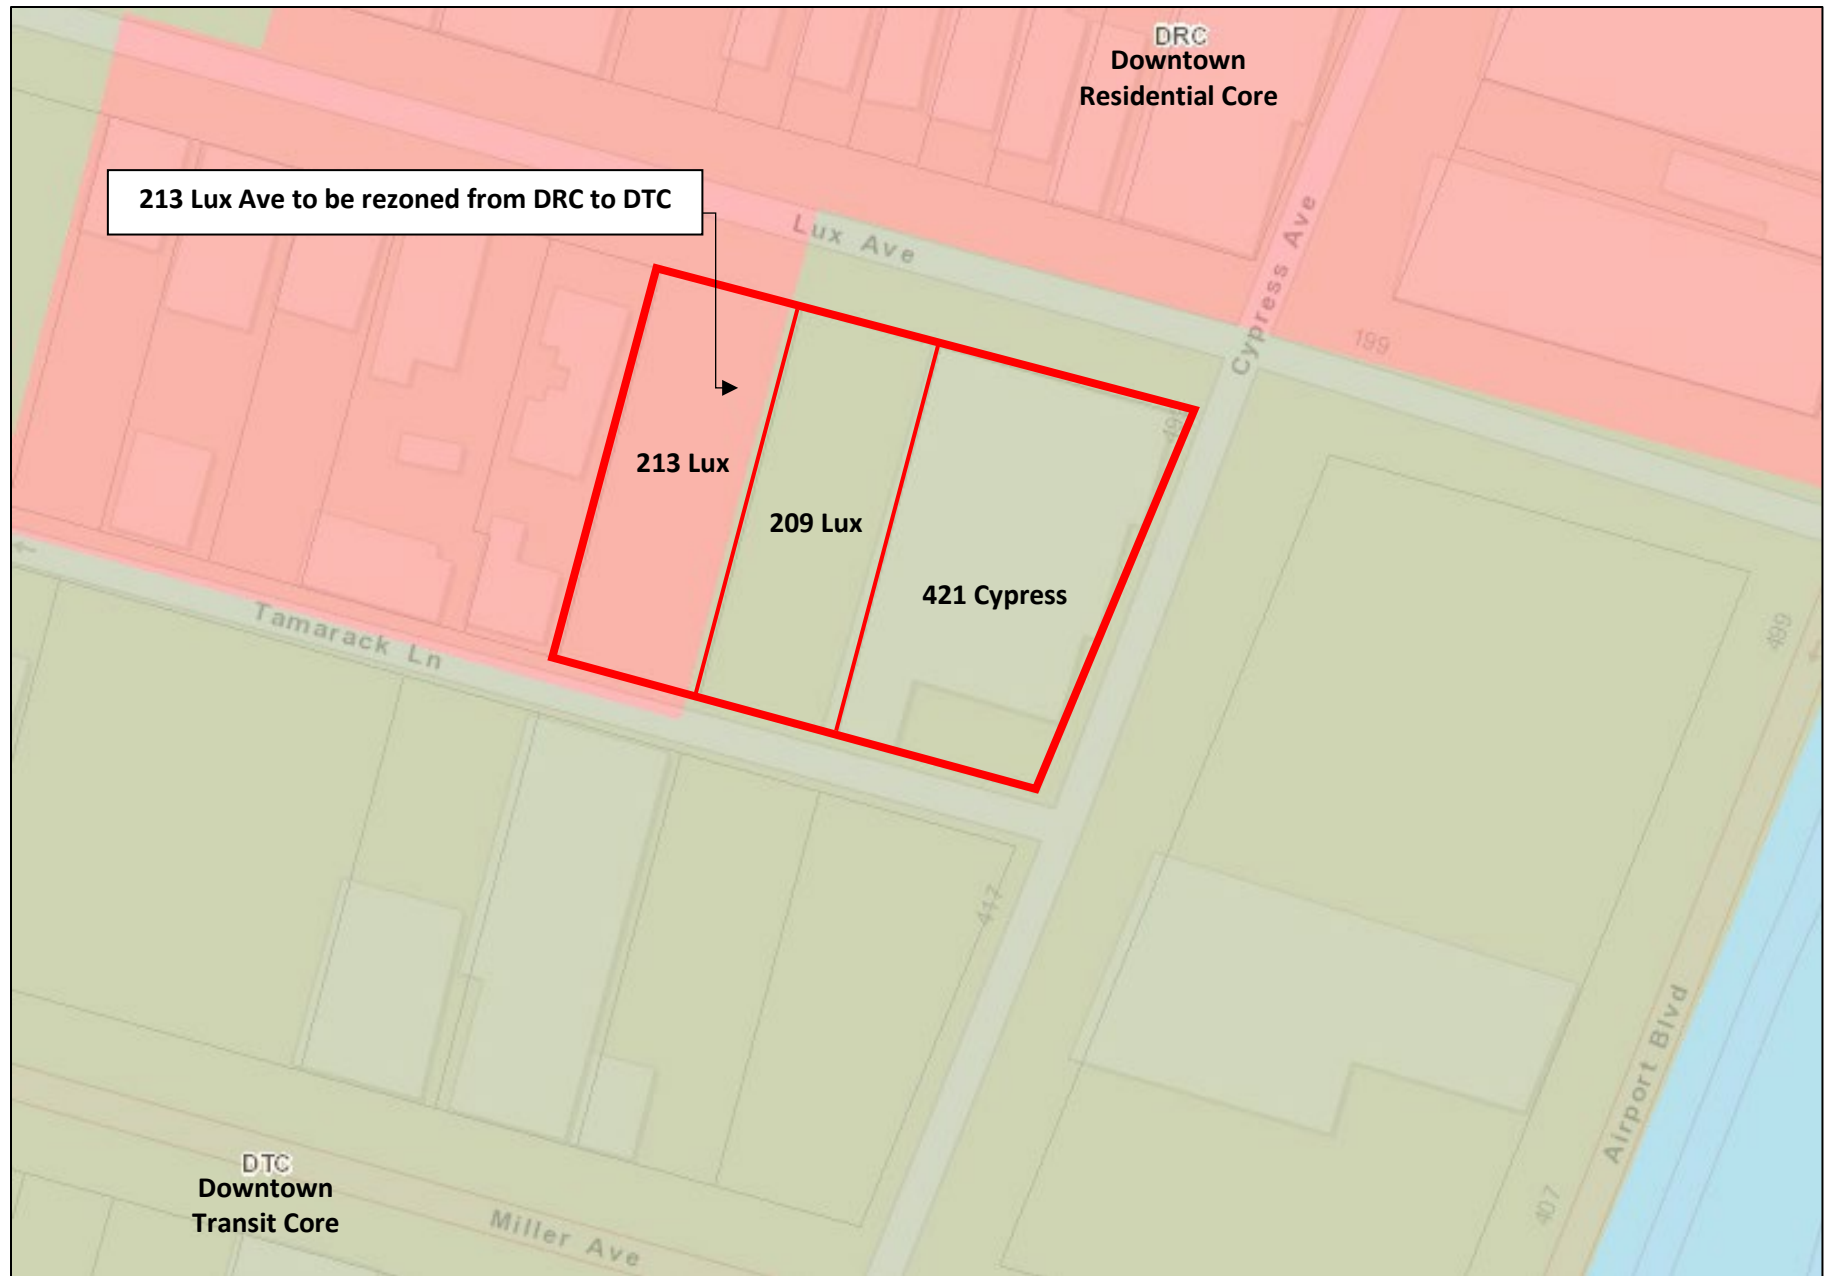 DRC
Downtown
Residential Core
213 Lux Ave to be rezoned from DRC to DTC
Lux Ave
Cypress Ave
199
213 Lux
209 Lux
421 Cypress
Tamarack Ln
499
417
Airport Blvd
407
DTC
Downtown
Transit Core
Miller Ave